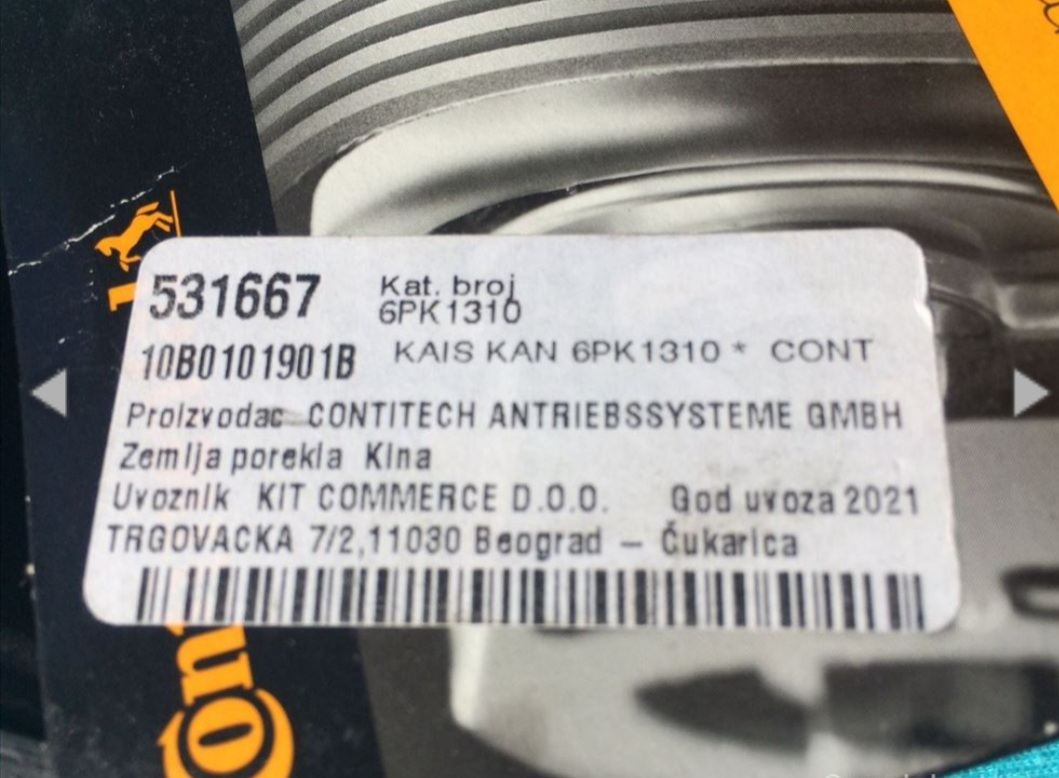 531667 Kat. broj
6PK1310
10B0101901B KAIS KAN 6PK1310 * CONT
Proizvodac CONTITECH ANTRIEBSSYSTEME GMBH
Zemlja porekla Kina
Uvoznik KIT COMMERCE D.O.O. God uvoza 2021
TRGOVACKA 7/2,11030 Beograd – Čukarica